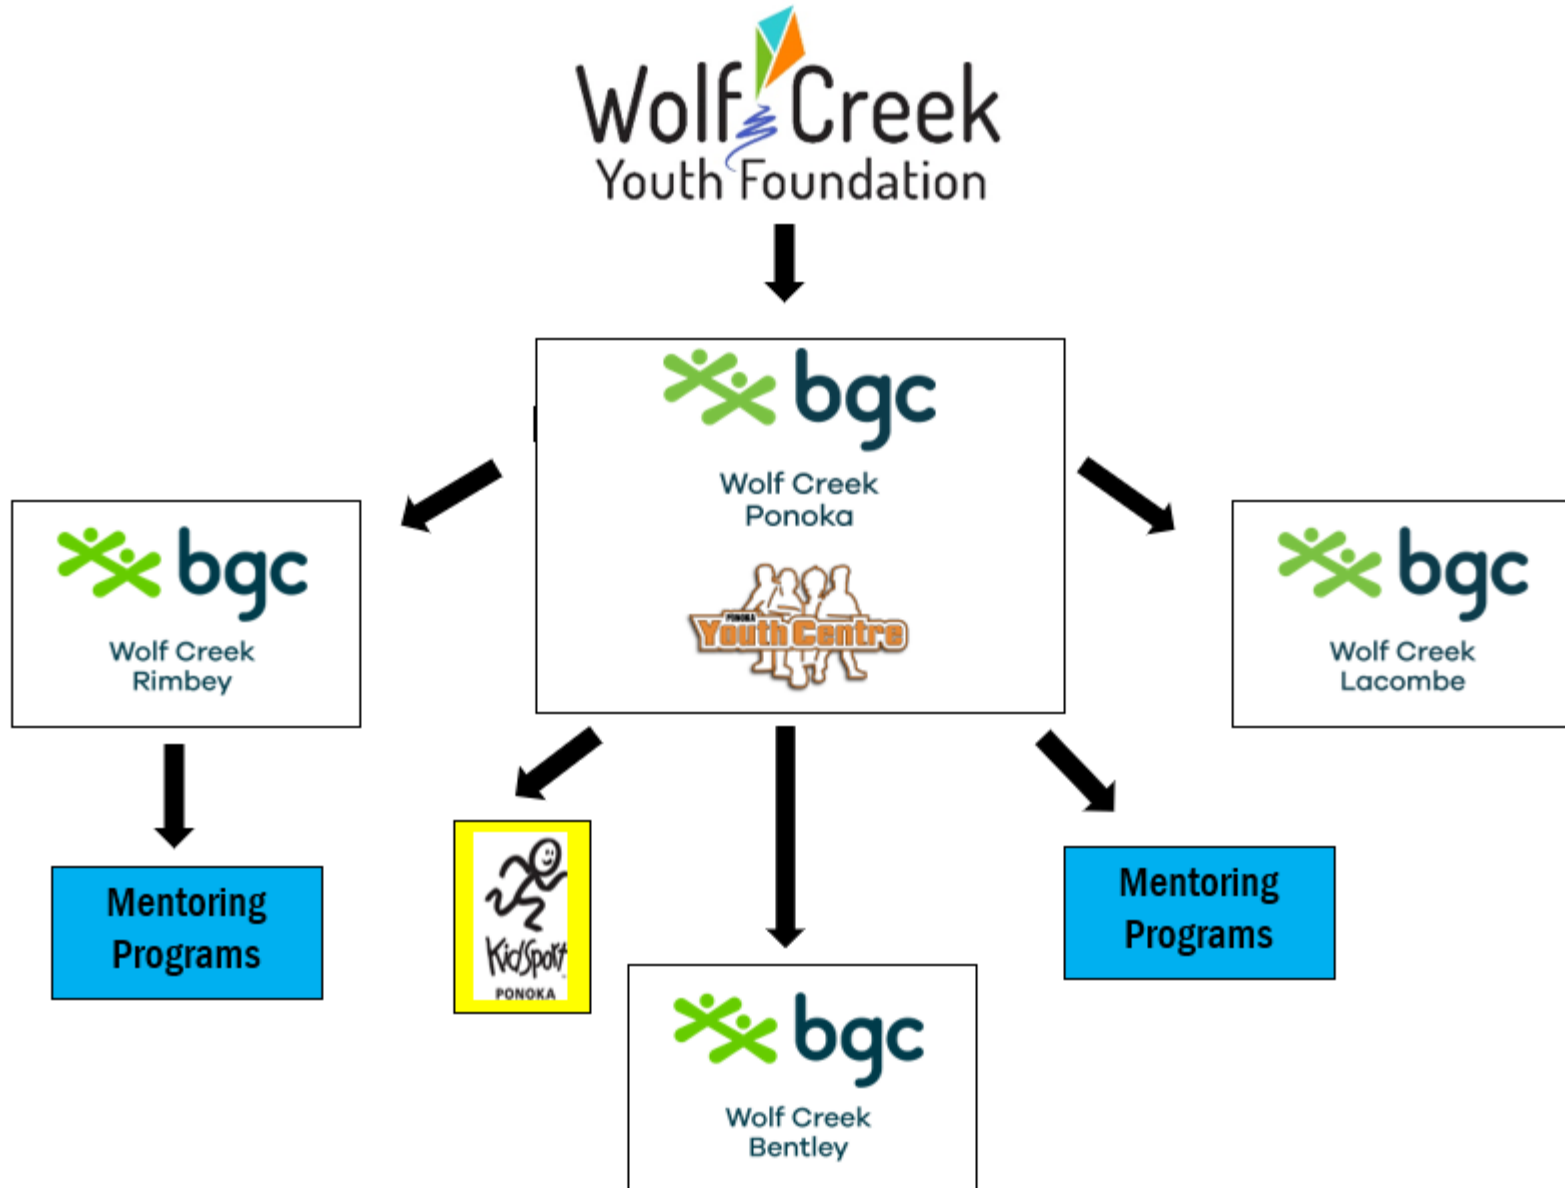 Wolf Creek
Youth Foundation
bgc
Wolf Creek
Ponoka
PONOKA
Youth Centre
bgc
Wolf Creek
Rimbey
bgc
Wolf Creek
Lacombe
Mentoring
Programs
KidSport
PONOKA
Mentoring
Programs
bgc
Wolf Creek
Bentley